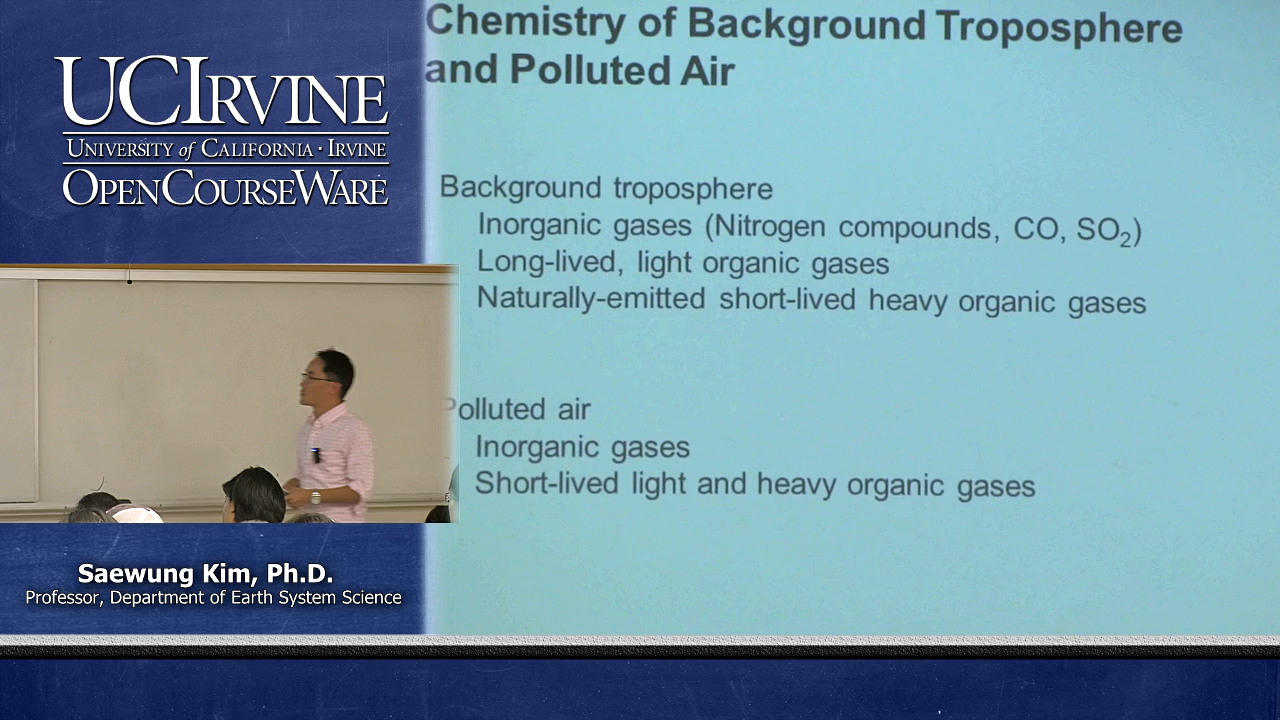 UCIRVINE
UNIVERSITY of CALIFORNIA · IRVINE
OPENCOURSEWARE
Saewung Kim, Ph.D.
Professor, Department of Earth System Science
Chemistry of Background Troposphere
and Polluted Air
Background troposphere
Inorganic gases (Nitrogen compounds, CO, SO₂)
Long-lived, light organic gases
Naturally-emitted short-lived heavy organic gases
Polluted air
Inorganic gases
Short-lived light and heavy organic gases